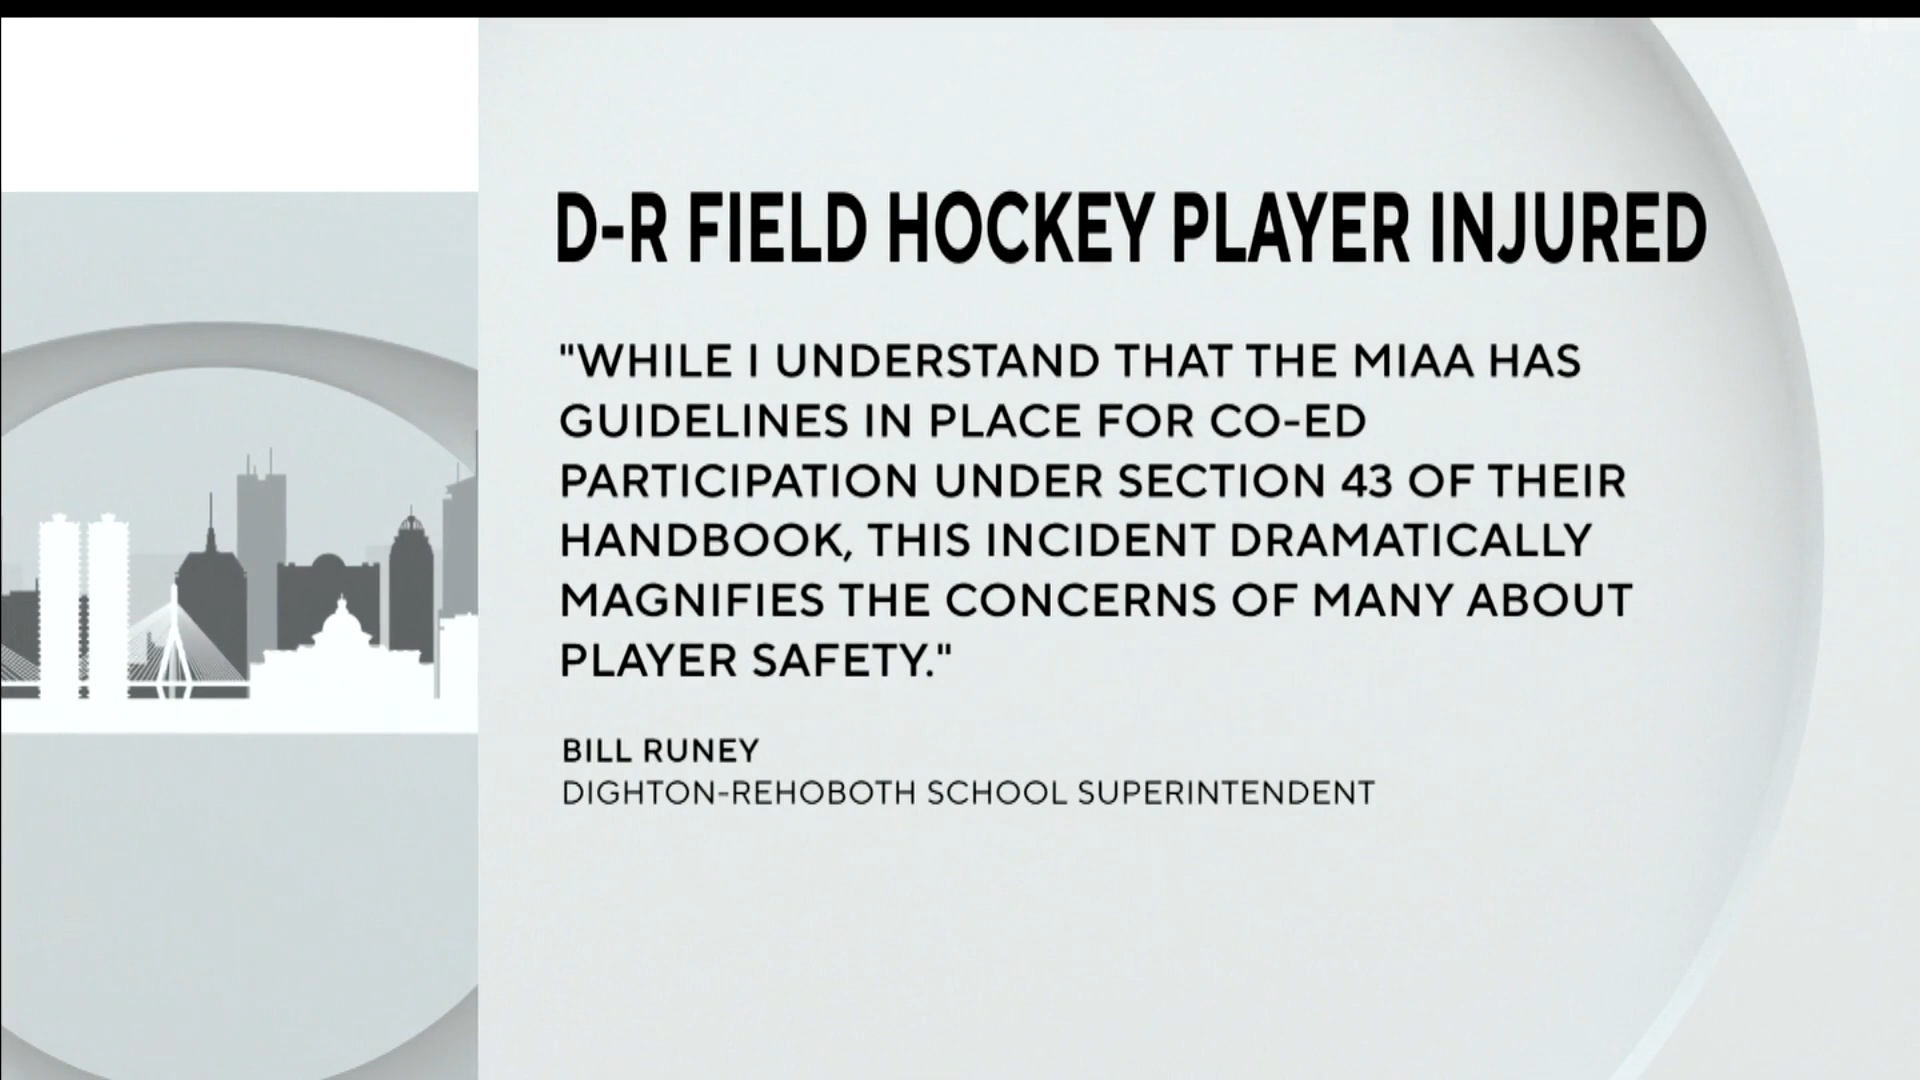 D-R FIELD HOCKEY PLAYER INJURED
"WHILE I UNDERSTAND THAT THE MIAA HAS
GUIDELINES IN PLACE FOR CO-ED
PARTICIPATION UNDER SECTION 43 OF THEIR
HANDBOOK, THIS INCIDENT DRAMATICALLY
MAGNIFIES THE CONCERNS OF MANY ABOUT
PLAYER SAFETY."
BILL RUNEY
DIGHTON-REHOBOTH SCHOOL SUPERINTENDENT